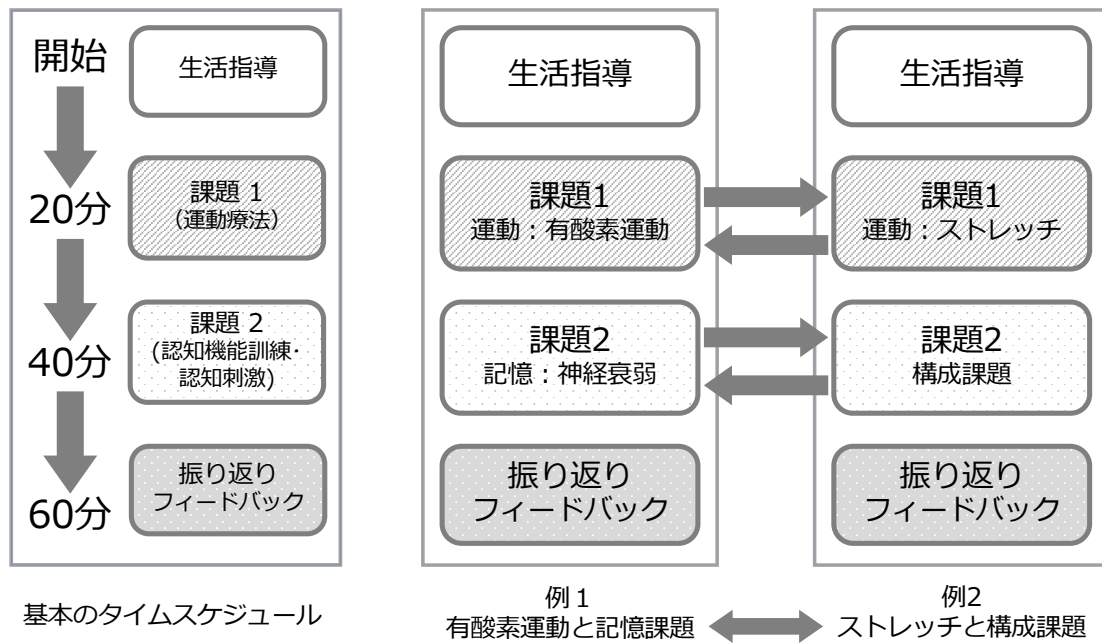 開始
生活指導
20分
課題 1
（運動療法）
40分
課題 2
(認知機能訓練･
認知刺激)
60分
振り返り
フィードバック
基本のタイムスケジュール
生活指導
課題1
運動：有酸素運動
課題2
記憶：神経衰弱
振り返り
フィードバック
例１
有酸素運動と記憶課題
生活指導
課題1
運動：ストレッチ
課題2
構成課題
振り返り
フィードバック
例2
ストレッチと構成課題